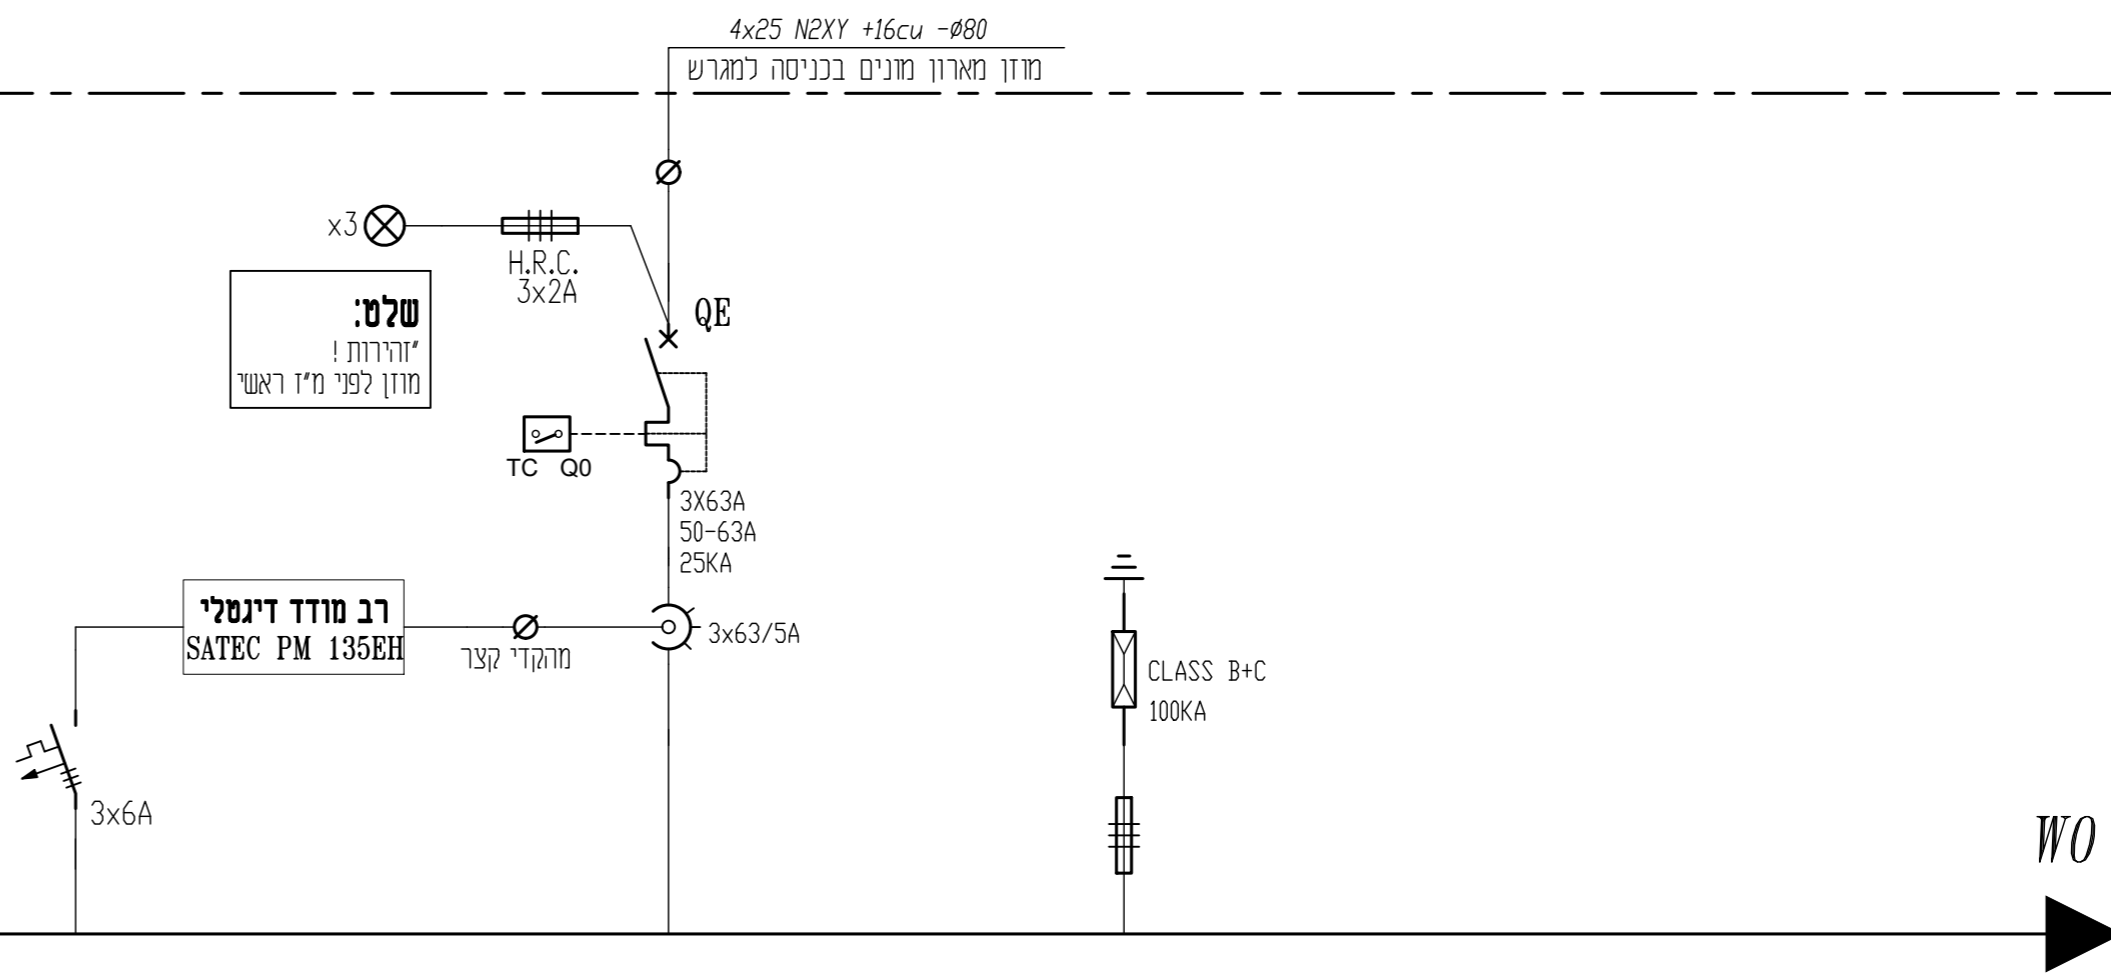 4x25 N2XY +16cu -Ø80
מוזן מארון מונים בכניסה למגרש
x3
H.R.C.
3x2A
QE
שלט:
"זהירות !
מוזן לפני מ"ז ראשי
TC Q0
3X63A
50-63A
25KA
רב מודד דיגטלי
SATEC PM 135EH
מהקדי קצר
3x63/5A
CLASS B+C
100KA
3x6A
WO